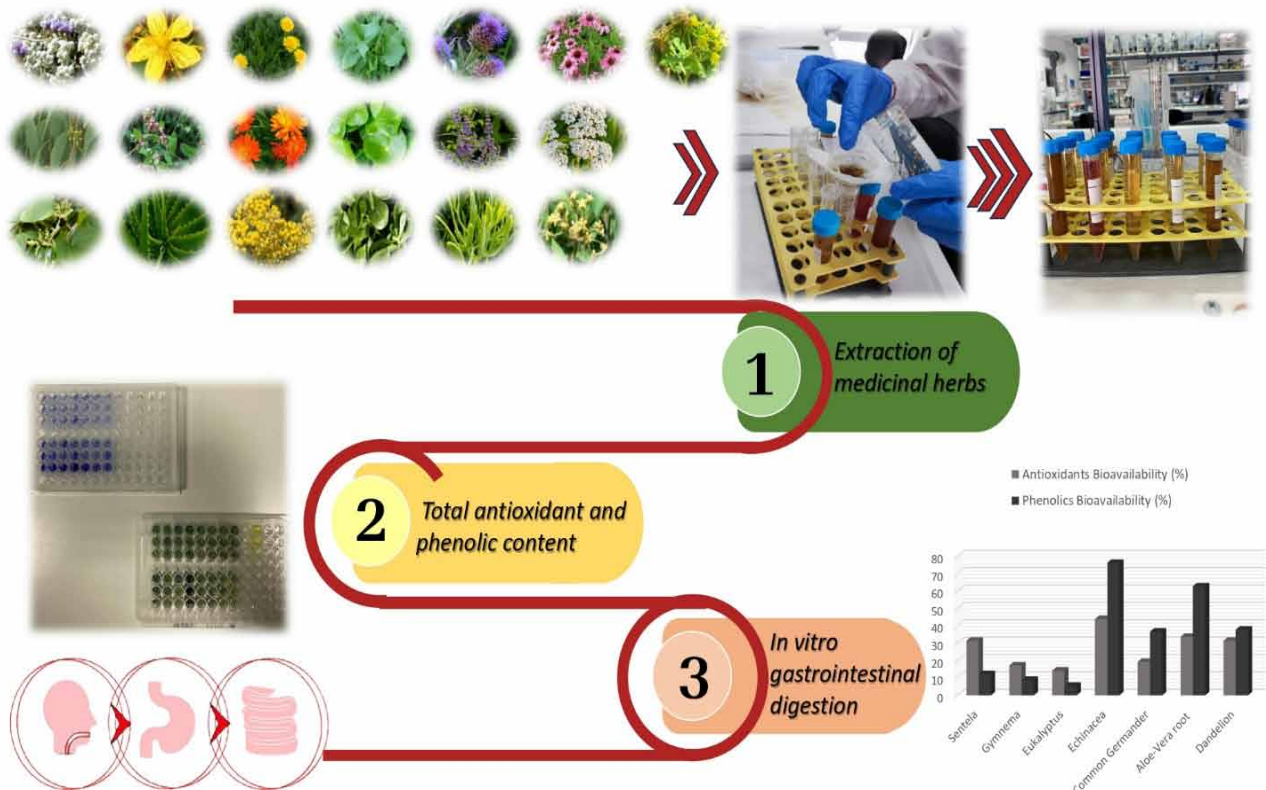 1
Extraction of
medicinal herbs
2
Total antioxidant and
phenolic content
3
In vitro
gastrointestinal
digestion
Antioxidants Bioavailability (%)
Phenolics Bioavailability (%)
80
70
60
50
40
30
20
10
0
Sentela
Gymnema
Eukalyptus
Echinacea
Common Germander
Aloe-Vera root
Dandelion